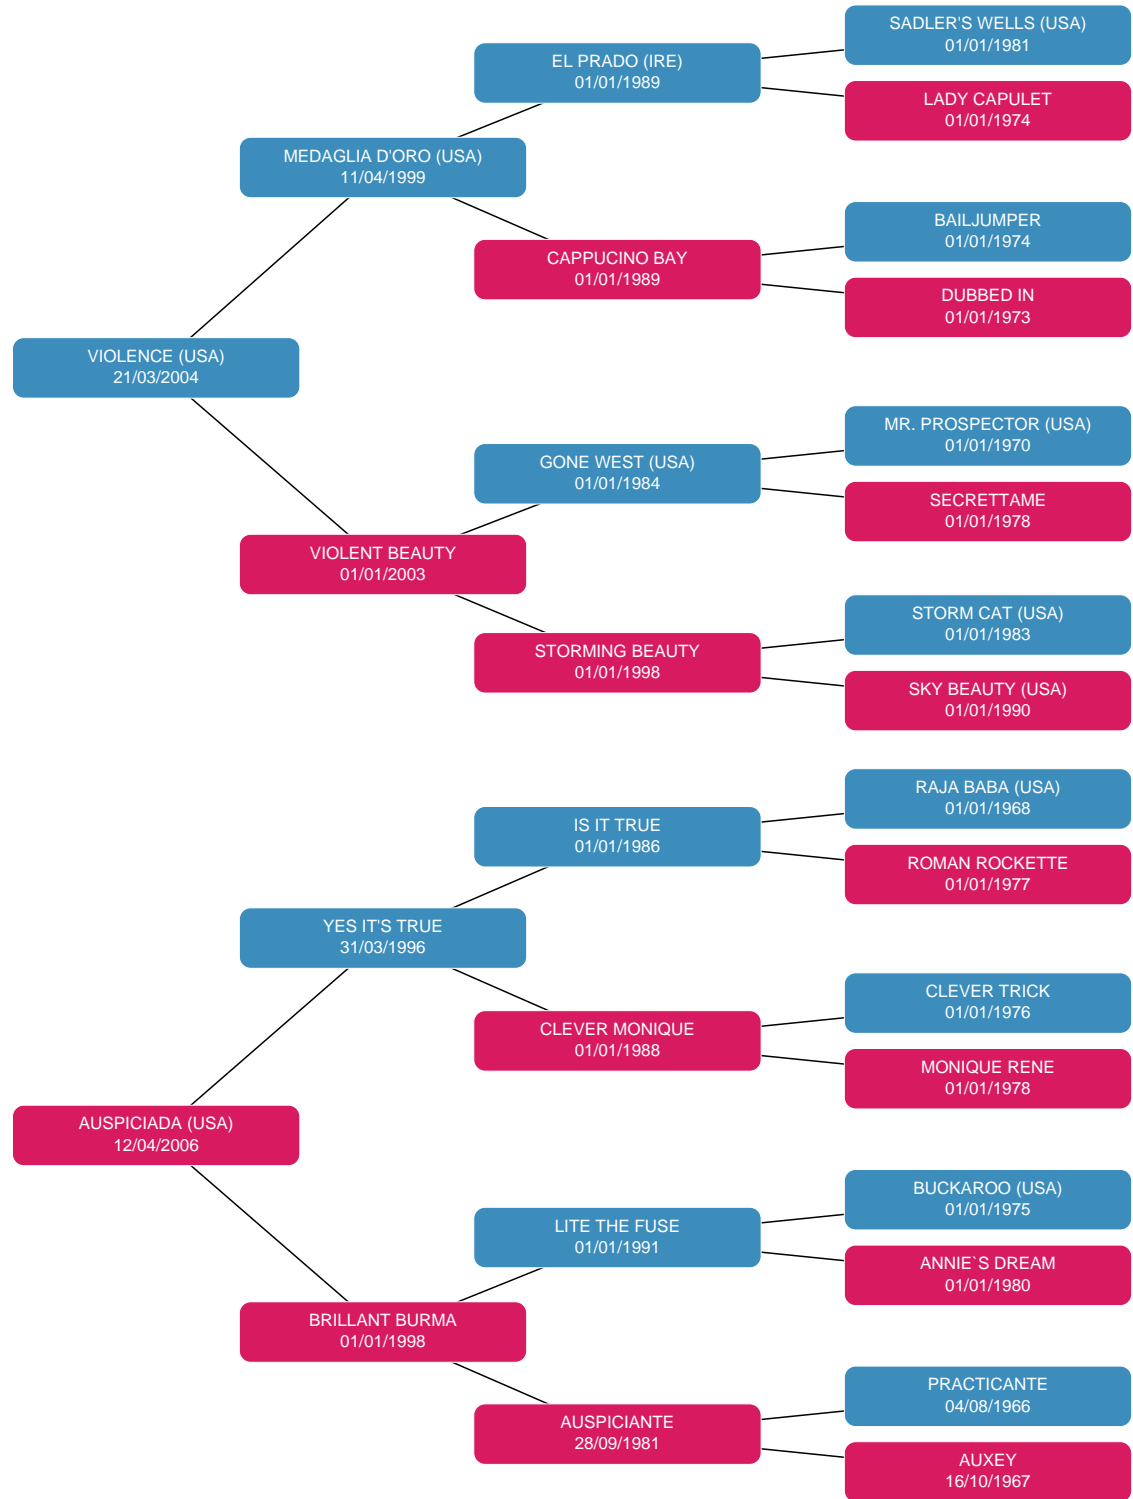 SADLER'S WELLS (USA)
01/01/1981
EL PRADO (IRE)
01/01/1989
LADY CAPULET
01/01/1974
MEDAGLIA D'ORO (USA)
11/04/1999
BAILJUMPER
01/01/1974
CAPPUCINO BAY
01/01/1989
DUBBED IN
01/01/1973
VIOLENCE (USA)
21/03/2004
MR. PROSPECTOR (USA)
01/01/1970
GONE WEST (USA)
01/01/1984
SECRETTAME
01/01/1978
VIOLENT BEAUTY
01/01/2003
STORM CAT (USA)
01/01/1983
STORMING BEAUTY
01/01/1998
SKY BEAUTY (USA)
01/01/1990
RAJA BABA (USA)
01/01/1968
IS IT TRUE
01/01/1986
ROMAN ROCKETTE
01/01/1977
YES IT'S TRUE
31/03/1996
CLEVER TRICK
01/01/1976
CLEVER MONIQUE
01/01/1988
MONIQUE RENE
01/01/1978
AUSPICIADA (USA)
12/04/2006
BUCKAROO (USA)
01/01/1975
LITE THE FUSE
01/01/1991
ANNIE`S DREAM
01/01/1980
BRILLANT BURMA
01/01/1998
PRACTICANTE
04/08/1966
AUSPICIANTE
28/09/1981
AUXEY
16/10/1967